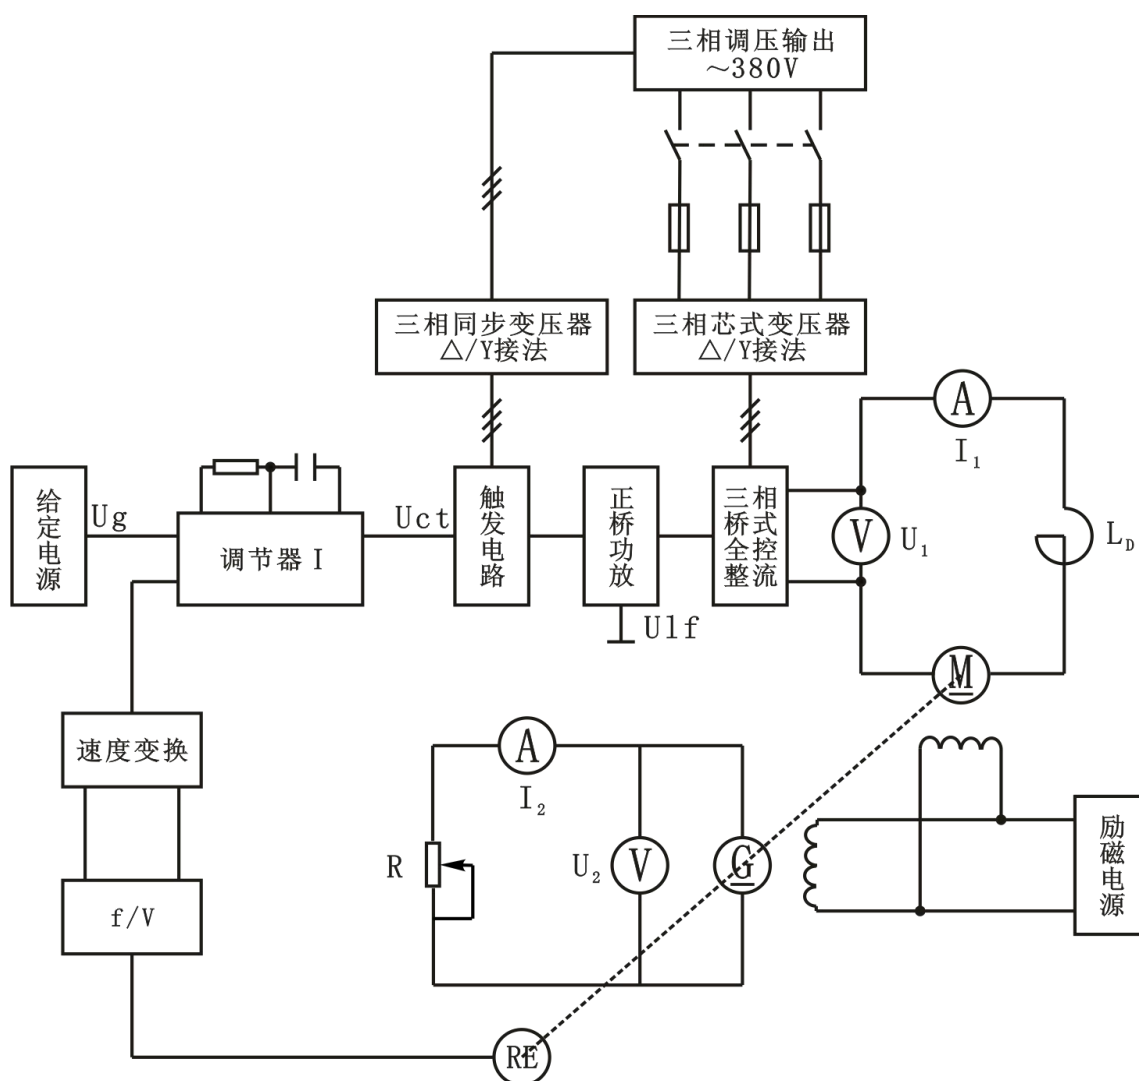 三相调压输出
～380V
三相同步变压器
△/Y接法
三相芯式变压器
△/Y接法
A
I₁
给定电源
Ug
调节器 I
Uct
触发电路
正桥功放
Ulf
三相桥式全控整流
V
U₁
L_D
M
速度变换
A
I₂
R
U₂
V
G
励磁电源
f/V
RE